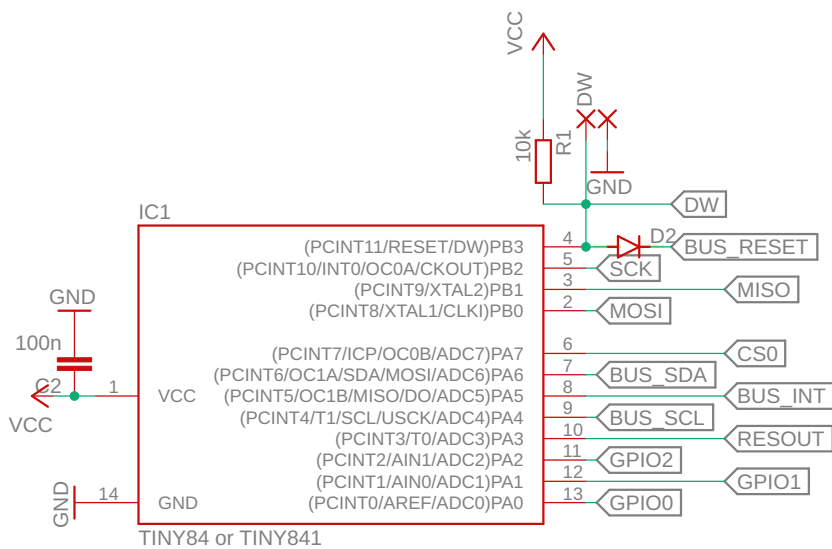 VCC
DW
10k
R1
GND
DW
IC1
(PCINT11/RESET/DW)PB3
4
D2
BUS_RESET
(PCINT10/INT0/OC0A/CKOUT)PB2
5
SCK
(PCINT9/XTAL2)PB1
3
MISO
(PCINT8/XTAL1/CLKI)PB0
2
MOSI
GND
100n
C2
VCC
1
VCC
(PCINT7/ICP/OC0B/ADC7)PA7
6
CS0
(PCINT6/OC1A/SDA/MOSI/ADC6)PA6
7
BUS_SDA
(PCINT5/OC1B/MISO/DO/ADC5)PA5
8
BUS_INT
(PCINT4/T1/SCL/USCK/ADC4)PA4
9
BUS_SCL
(PCINT3/T0/ADC3)PA3
10
RESOUT
(PCINT2/AIN1/ADC2)PA2
11
GPIO2
(PCINT1/AIN0/ADC1)PA1
12
GPIO1
GND
14
GND
(PCINT0/AREF/ADC0)PA0
13
GPIO0
TINY84 or TINY841